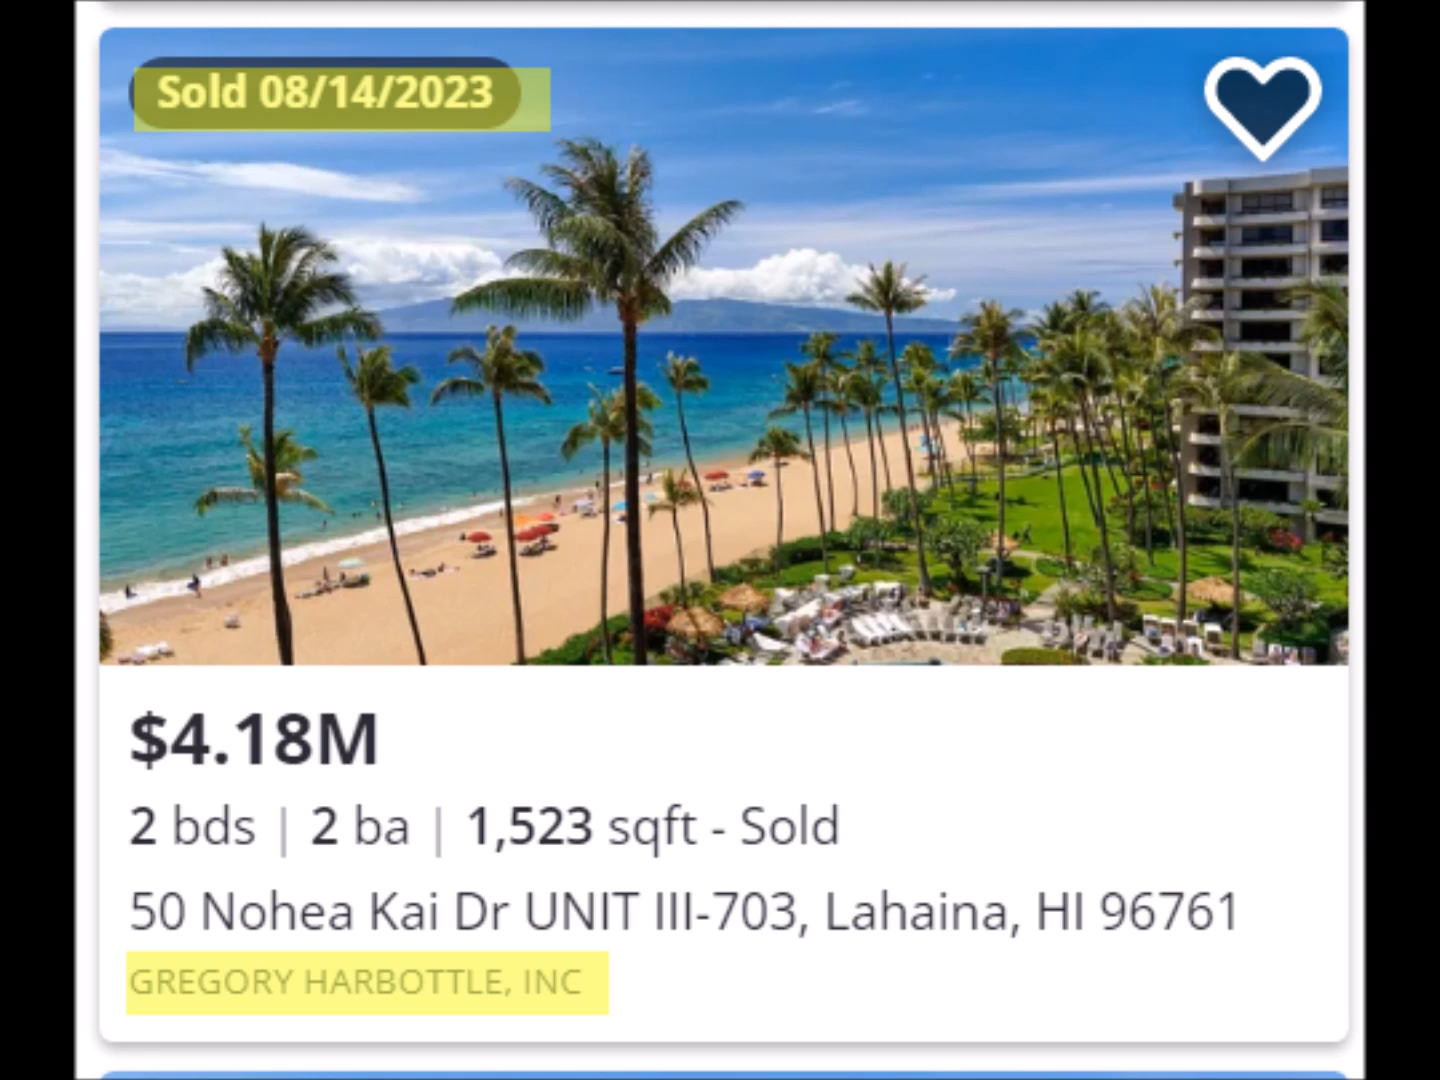 Sold 08/14/2023
$4.18M
2 bds | 2 ba | 1,523 sqft - Sold
50 Nohea Kai Dr UNIT III-703, Lahaina, HI 96761
GREGORY HARBOTTLE, INC